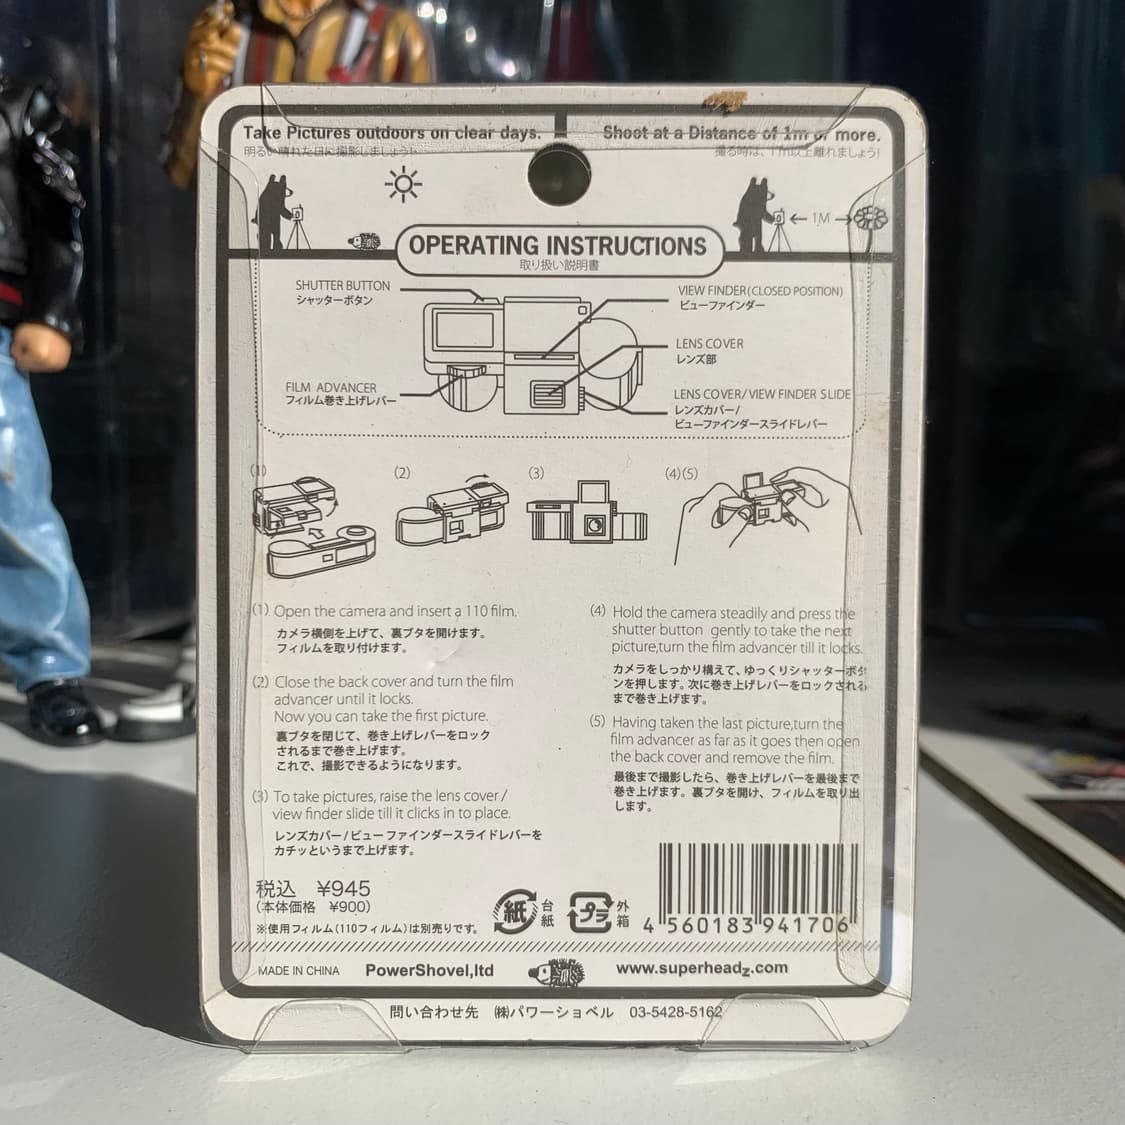 Take Pictures outdoors on clear days.
明るい晴れた日に撮影しましょう!
Shoot at a Distance of 1m or more.
撮る時は、1m以上離れましょう!
1M
OPERATING INSTRUCTIONS
取り扱い説明書
SHUTTER BUTTON
シャッターボタン
VIEW FINDER(CLOSED POSITION)
ビューファインダー
LENS COVER
レンズ部
FILM ADVANCER
フィルム巻き上げレバー
LENS COVER/VIEW FINDER SLIDE
レンズカバー/
ビューファインダースライドレバー
(1)
(2)
(3)
(4)(5)
(1) Open the camera and insert a 110 film.
カメラ横側を上げて、裏ブタを開けます。
フィルムを取り付けます。
(2) Close the back cover and turn the film
advancer until it locks.
Now you can take the first picture.
裏ブタを閉じて、巻き上げレバーをロック
されるまで巻き上げます。
これで、撮影できるようになります。
(3) To take pictures, raise the lens cover /
view finder slide till it clicks in to place.
レンズカバー/ビューファインダースライドレバーを
カチッというまで上げます。
(4) Hold the camera steadily and press the
shutter button gently to take the next
picture,turn the film advancer till it locks.
カメラをしっかり構えて、ゆっくりシャッターボタ
ンを押します。次に巻き上げレバーをロックされる
まで巻き上げます。
(5) Having taken the last picture,turn the
film advancer as far as it goes then open
the back cover and remove the film.
最後まで撮影したら、巻き上げレバーを最後まで
巻き上げます。裏ブタを開け、フィルムを取り出
します。
税込 ¥945
(本体価格 ¥900)
※使用フィルム(110フィルム)は別売りです。
紙 台紙
プラ 外箱
4 560183 941706
MADE IN CHINA PowerShovel,ltd www.superheadz.com
問い合わせ先 ㈱パワーショベル 03-5428-5162